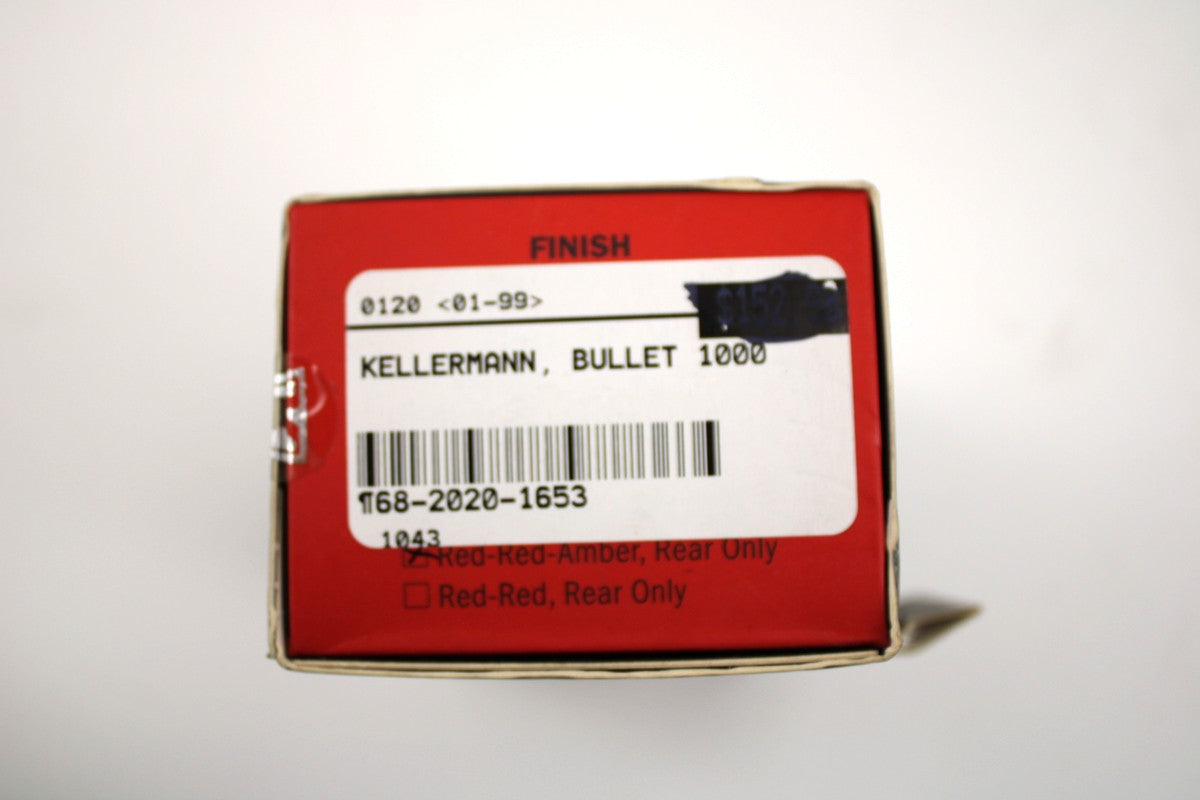 FINISH
0120 <01-99>
KELLERMANN, BULLET 1000
¶68-2020-1653
1043
Red-Red-Amber, Rear Only
Red-Red, Rear Only